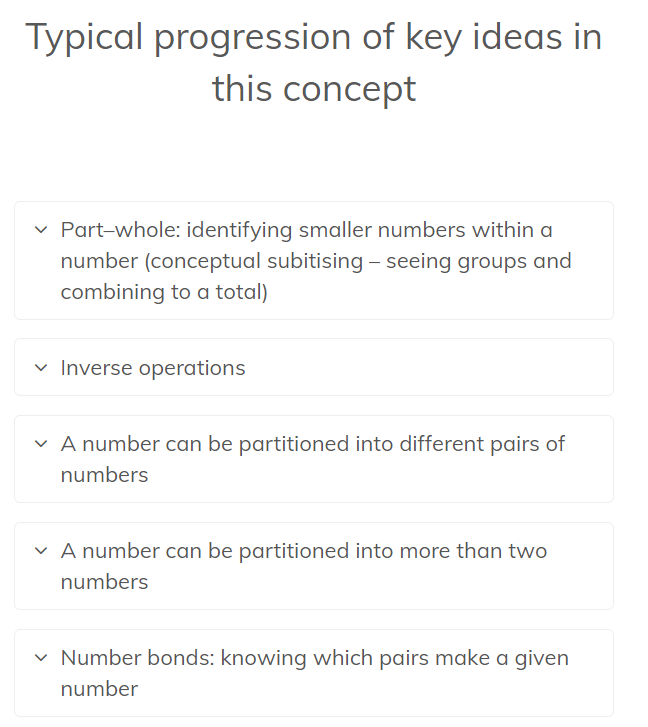 Typical progression of key ideas in
this concept
Part–whole: identifying smaller numbers within a
number (conceptual subitising – seeing groups and
combining to a total)
Inverse operations
A number can be partitioned into different pairs of
numbers
A number can be partitioned into more than two
numbers
Number bonds: knowing which pairs make a given
number